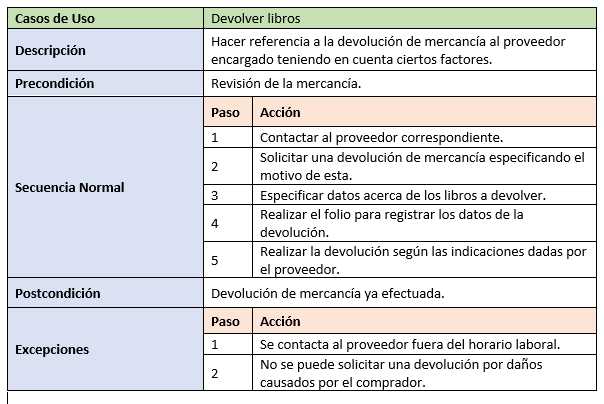 Casos de Uso
Devolver libros
Descripción
Hacer referencia a la devolución de mercancía al proveedor
encargado teniendo en cuenta ciertos factores.
Precondición
Revisión de la mercancía.
Secuencia Normal
Paso
Acción
1
Contactar al proveedor correspondiente.
2
Solicitar una devolución de mercancía especificando el
motivo de esta.
3
Especificar datos acerca de los libros a devolver.
4
Realizar el folio para registrar los datos de la
devolución.
5
Realizar la devolución según las indicaciones dadas por
el proveedor.
Postcondición
Devolución de mercancía ya efectuada.
Excepciones
Paso
Acción
1
Se contacta al proveedor fuera del horario laboral.
2
No se puede solicitar una devolución por daños
causados por el comprador.